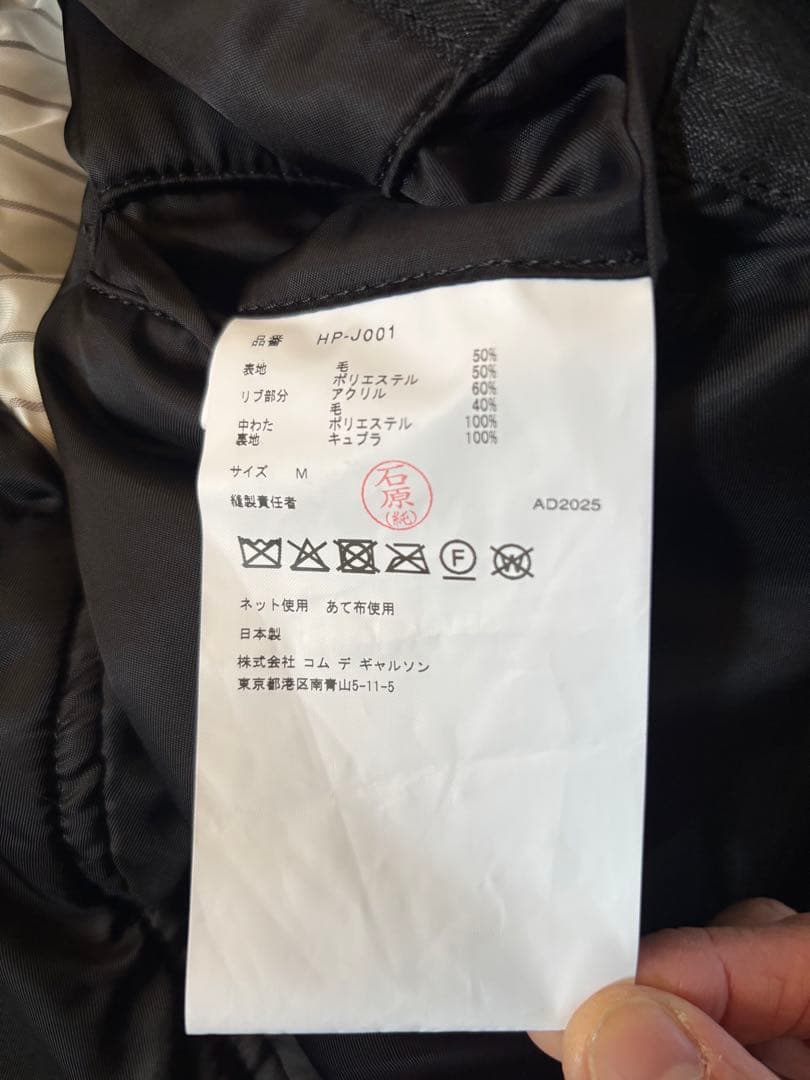 品番 HP-J001
表地 毛 50%
ポリエステル 50%
リブ部分 アクリル 60%
毛 40%
中わた ポリエステル 100%
裏地 キュプラ 100%
サイズ M
縫製責任者 石原(純) AD2025
F W
ネット使用 あて布使用
日本製
株式会社 コム デ ギャルソン
東京都港区南青山5-11-5